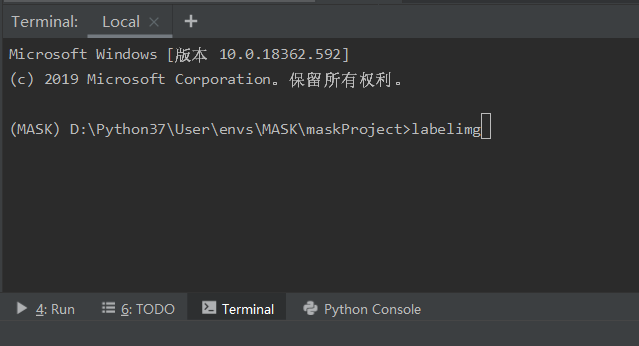 Terminal: Local × +
Microsoft Windows [版本 10.0.18362.592]
(c) 2019 Microsoft Corporation。保留所有权利。
(MASK) D:\Python37\User\envs\MASK\maskProject>labelimg
4: Run 6: TODO Terminal Python Console